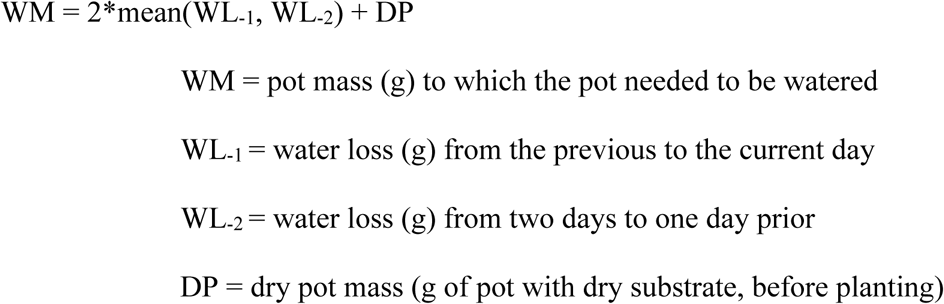 WM = 2*mean(WL-1, WL-2) + DP
WM = pot mass (g) to which the pot needed to be watered
WL-1 = water loss (g) from the previous to the current day
WL-2 = water loss (g) from two days to one day prior
DP = dry pot mass (g of pot with dry substrate, before planting)